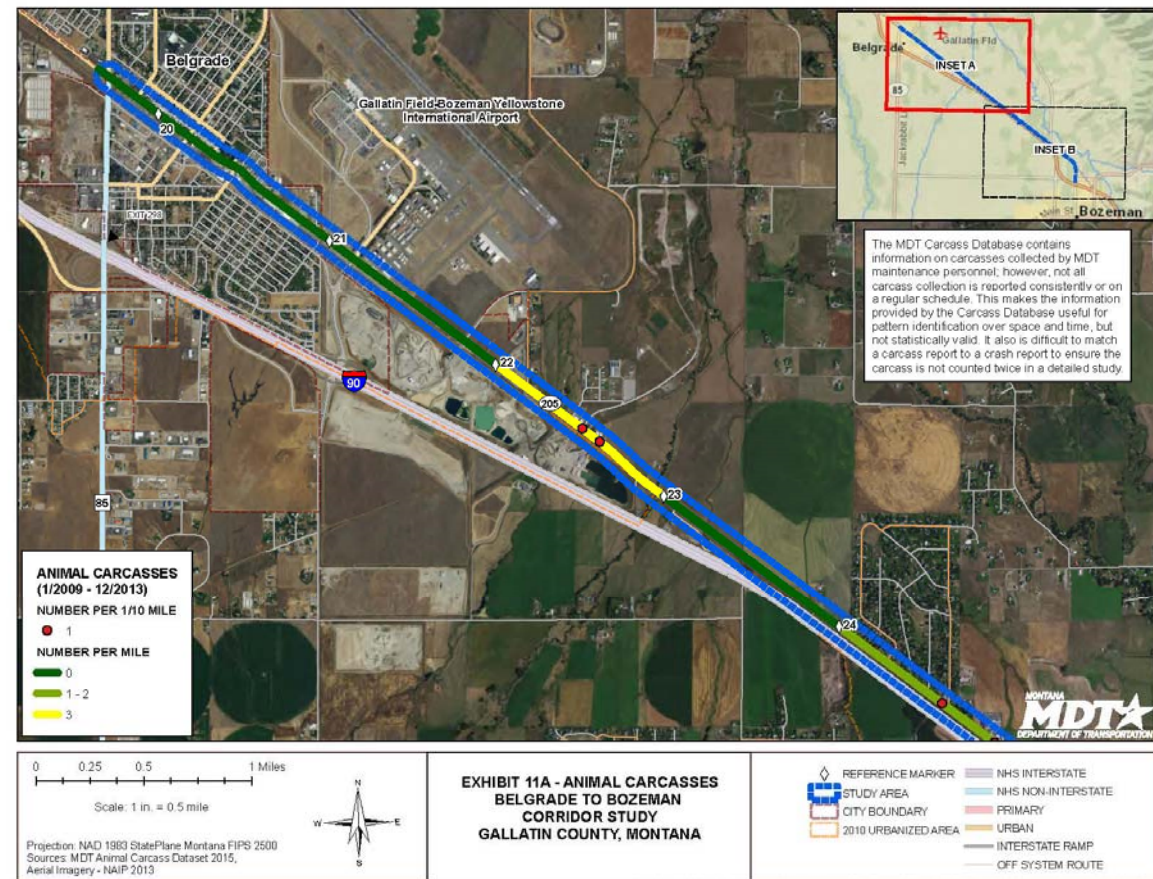 Belgrade
Gallatin Field-Bozeman Yellowstone
International Airport
20
EXIT 298
21
22
90
205
23
85
24
Gallatin Fld
Belgrade
INSET A
85
Jackrabbit L
INSET B
Main St
Bozeman
The MDT Carcass Database contains
information on carcasses collected by MDT
maintenance personnel; however, not all
carcass collection is reported consistently or on
a regular schedule. This makes the information
provided by the Carcass Database useful for
pattern identification over space and time, but
not statistically valid. It also is difficult to match
a carcass report to a crash report to ensure the
carcass is not counted twice in a detailed study.
ANIMAL CARCASSES
(1/2009 - 12/2013)
NUMBER PER 1/10 MILE
1
NUMBER PER MILE
0
1 - 2
3
MONTANA
MDT
DEPARTMENT OF TRANSPORTATION
0 0.25 0.5 1 Miles
Scale: 1 in. = 0.5 mile
N
W E
S
Projection: NAD 1983 StatePlane Montana FIPS 2500
Sources: MDT Animal Carcass Dataset 2015,
Aerial Imagery - NAIP 2013
EXHIBIT 11A - ANIMAL CARCASSES
BELGRADE TO BOZEMAN
CORRIDOR STUDY
GALLATIN COUNTY, MONTANA
REFERENCE MARKER
STUDY AREA
CITY BOUNDARY
2010 URBANIZED AREA
NHS INTERSTATE
NHS NON-INTERSTATE
PRIMARY
URBAN
INTERSTATE RAMP
OFF SYSTEM ROUTE